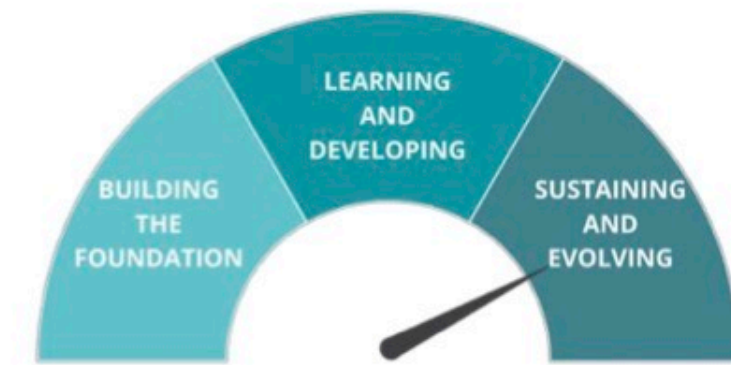 BUILDING
THE
FOUNDATION
LEARNING
AND
DEVELOPING
SUSTAINING
AND
EVOLVING